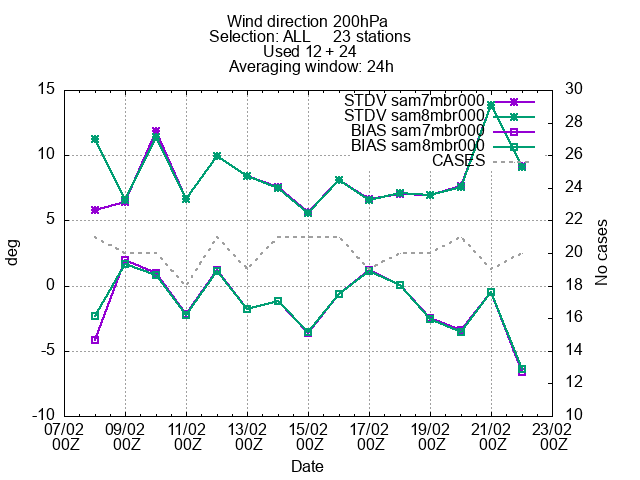 Wind direction 200hPa
Selection: ALL 23 stations
Used 12 + 24
Averaging window: 24h
STDV sam7mbr000
STDV sam8mbr000
BIAS sam7mbr000
BIAS sam8mbr000
CASES
15
10
5
0
-5
-10
deg
30
28
26
24
22
20
18
16
14
12
10
No cases
07/02 09/02 11/02 13/02 15/02 17/02 19/02 21/02 23/02
00Z 00Z 00Z 00Z 00Z 00Z 00Z 00Z 00Z
Date